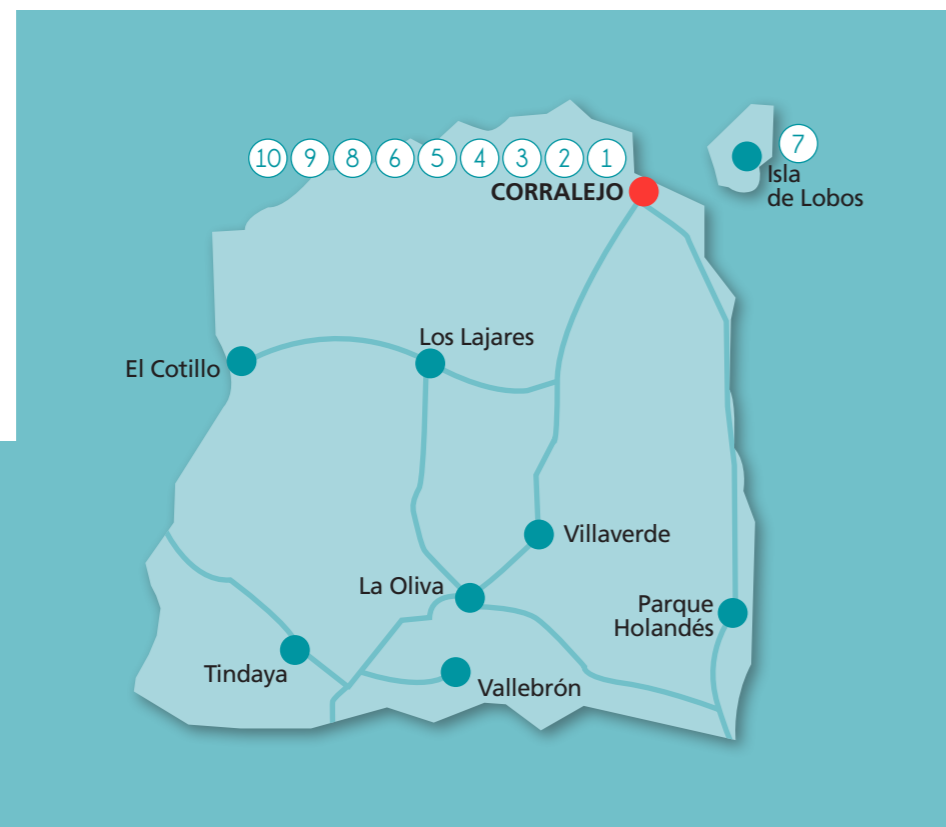 10 9 8 6 5 4 3 2 1
7
CORRALEJO
Isla
de Lobos
Los Lajares
El Cotillo
Villaverde
La Oliva
Parque
Holandés
Tindaya
Vallebrón